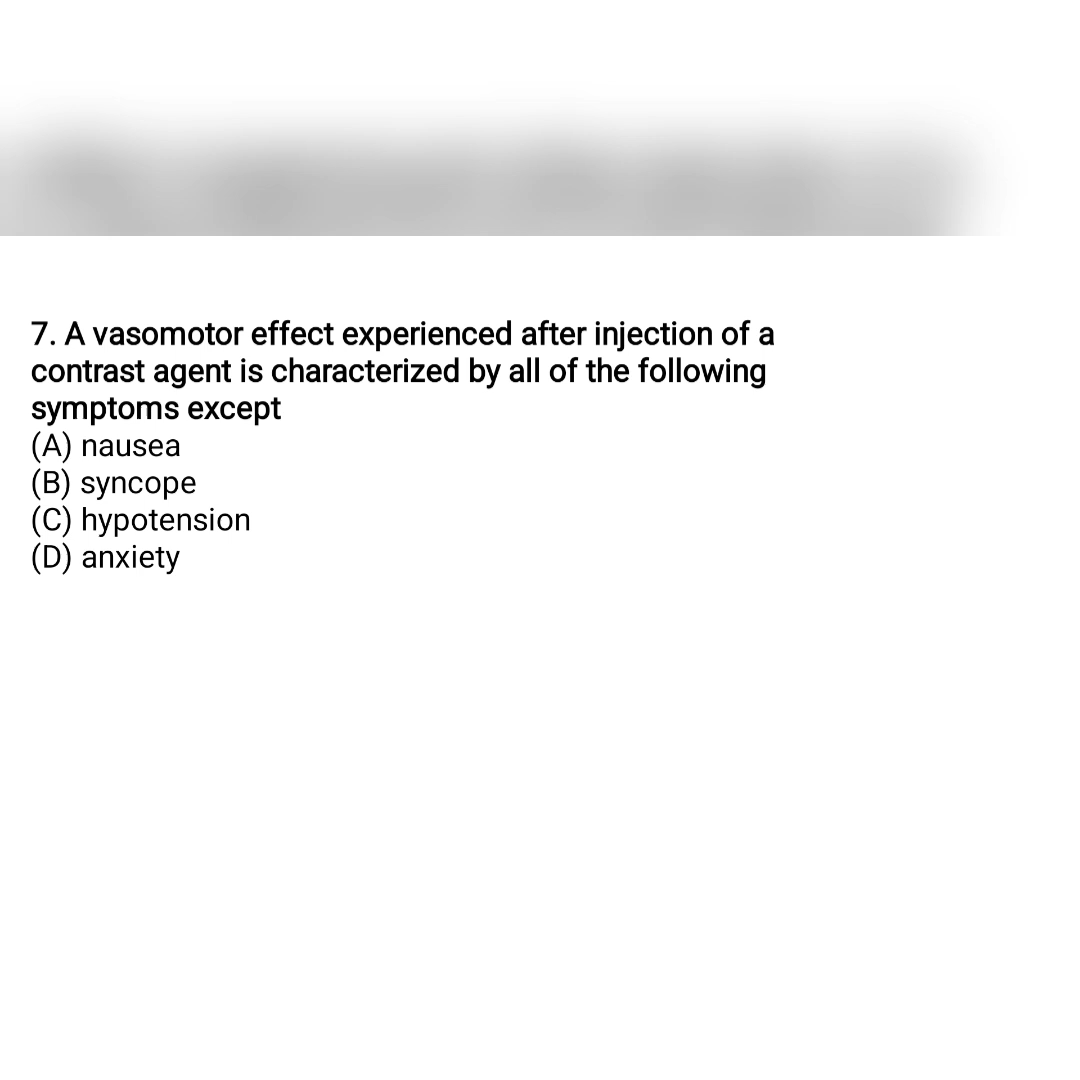 7. A vasomotor effect experienced after injection of a
contrast agent is characterized by all of the following
symptoms except
(A) nausea
(B) syncope
(C) hypotension
(D) anxiety